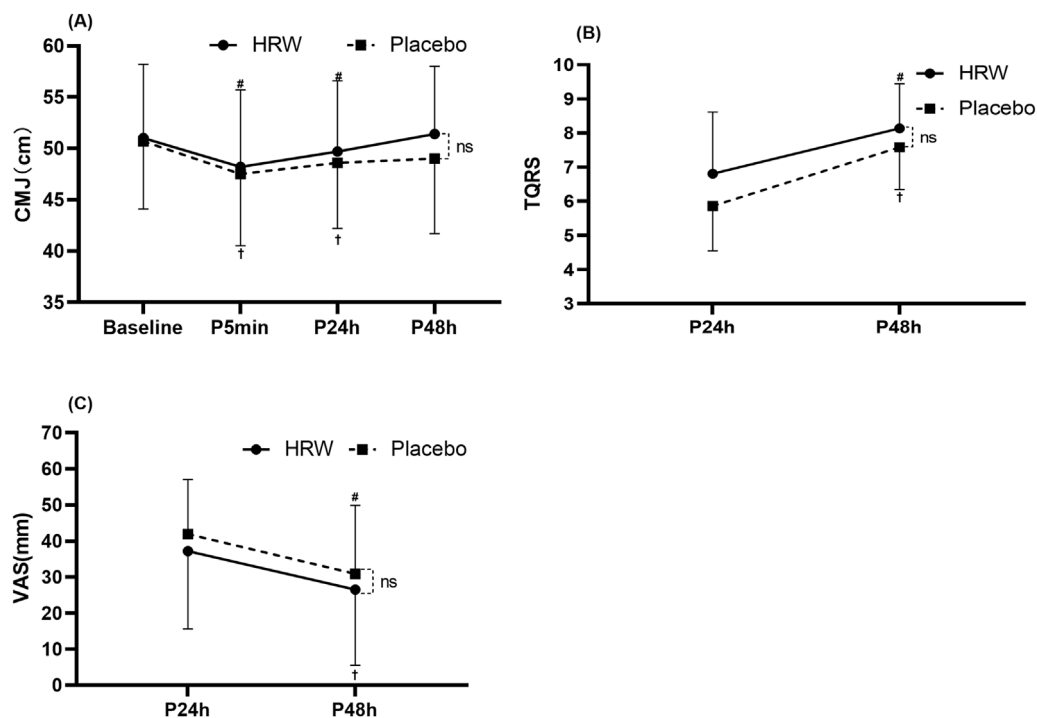 (A)
HRW Placebo
CMJ（cm）
60
55
50
45
40
35
# #
ns
† †
Baseline P5min P24h P48h
(B)
HRW
Placebo
TQRS
10
9
8
7
6
5
4
3
#
ns
†
P24h P48h
(C)
HRW Placebo
VAS(mm)
70
60
50
40
30
20
10
0
#
ns
†
P24h P48h